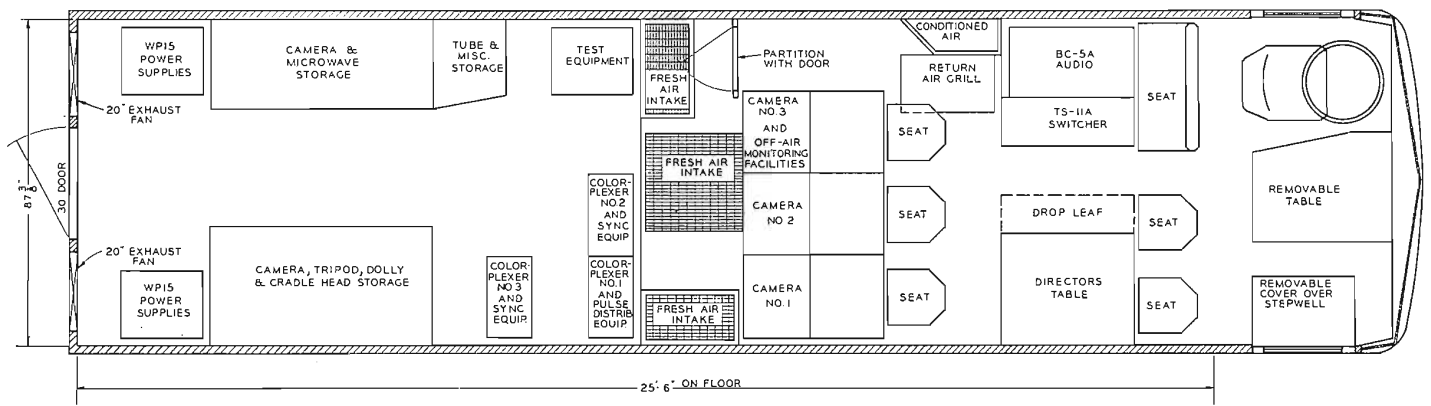 WP15
POWER
SUPPLIES
CAMERA &
MICROWAVE
STORAGE
TUBE &
MISC.
STORAGE
TEST
EQUIPMENT
FRESH
AIR
INTAKE
PARTITION
WITH DOOR
CONDITIONED
AIR
RETURN
AIR GRILL
BC-5A
AUDIO
TS-11A
SWITCHER
SEAT
20" EXHAUST
FAN
CAMERA
NO.3
AND
OFF-AIR
MONITORING
FACILITIES
SEAT
FRESH AIR
INTAKE
87 3/8"
30 DOOR
COLOR-
PLEXER
NO.2
AND
SYNC
EQUIP
CAMERA
NO 2
SEAT
DROP LEAF
SEAT
REMOVABLE
TABLE
20" EXHAUST
FAN
WP15
POWER
SUPPLIES
CAMERA, TRIPOD, DOLLY
& CRADLE HEAD STORAGE
COLOR-
PLEXER
NO 3
AND
SYNC
EQUIP.
COLOR-
PLEXER
NO.1
AND
PULSE
DISTRIB
EQUIP.
FRESH AIR
INTAKE
CAMERA
NO.1
SEAT
DIRECTORS
TABLE
SEAT
REMOVABLE
COVER OVER
STEPWELL
25'-6" ON FLOOR